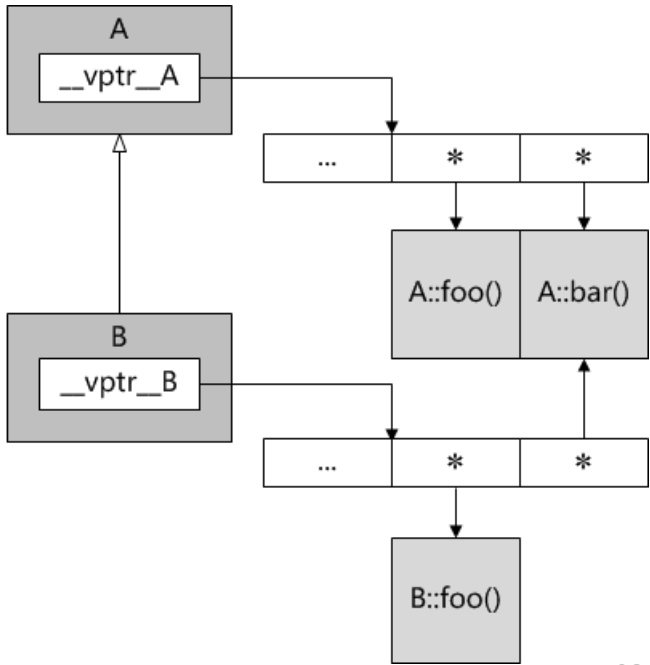 A
__vptr__A
... * *
A::foo() A::bar()
B
__vptr__B
... * *
B::foo()